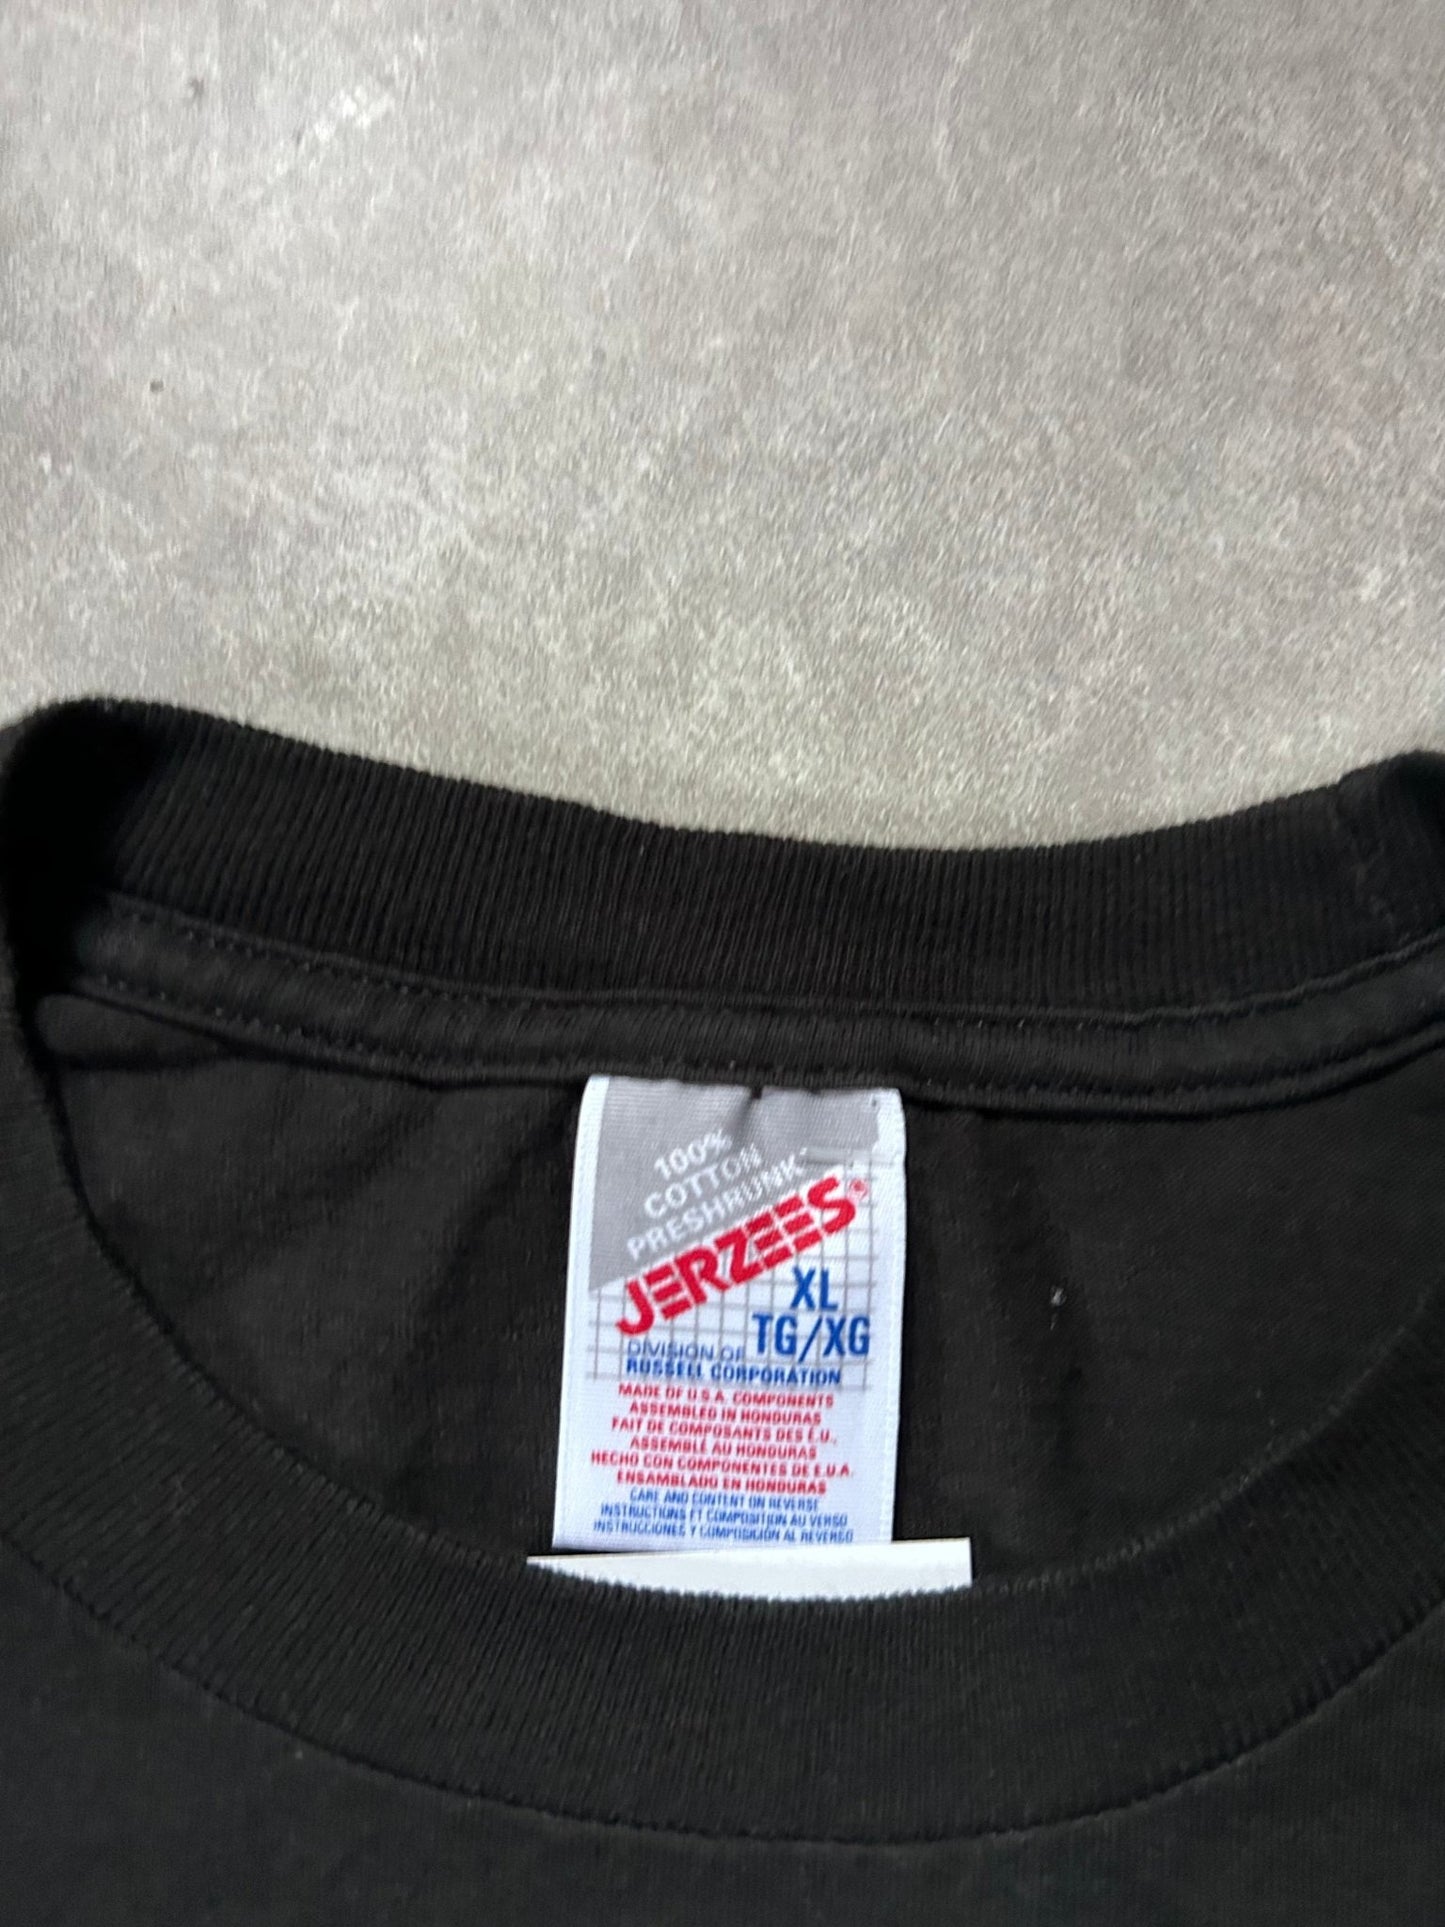 100%
COTTON
PRESHRUNK
JERZEES®
XL
TG/XG
DIVISION OF
RUSSELL CORPORATION
MADE OF U.S.A. COMPONENTS
ASSEMBLED IN HONDURAS
FAIT DE COMPOSANTS DES É.U.,
ASSEMBLÉ AU HONDURAS
HECHO CON COMPONENTES DE E.U.A.
ENSAMBLADO EN HONDURAS
CARE AND CONTENT ON REVERSE
INSTRUCTIONS ET COMPOSITION AU VERSO
INSTRUCCIONES Y COMPOSICIÓN AL REVERSO